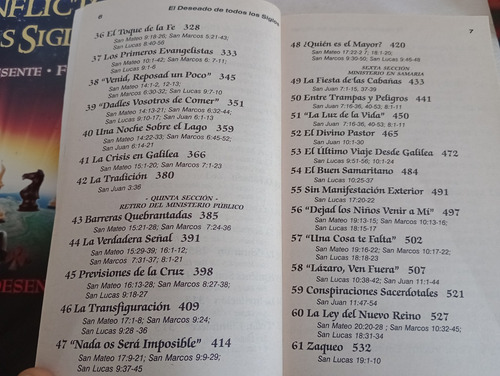 NFLICT
S SIGL
ESENTE · F
DESEN
6
El Deseado de todos los Siglos
36 El Toque de la Fe 328
San Mateo 9:18-26; San Marcos 5:21-43;
San Lucas 8:40-56
37 Los Primeros Evangelistas 333
San Mateo 10:1-42; San Marcos 6: 7-11;
San Lucas 9:1-6
38 "Venid, Reposad un Poco" 345
San Mateo 14:1-2, 12-13;
San Marcos 6:30-32; San Lucas 9:7-10
39 "Dadles Vosotros de Comer" 351
San Mateo 14:13-21; San Marcos 6:32-44;
San Lucas 9:10-17; San Juan 6:1-13
40 Una Noche Sobre el Lago 359
San Mateo 14:22-33; San Marcos 6:45-52;
San Juan 6:14-21
41 La Crisis en Galilea 366
San Mateo 15:1-20; San Marcos 7:1-23
42 La Tradición 380
San Juan 3:36
- QUINTA SECCIÓN -
RETIRO DEL MINISTERIO PÚBLICO
43 Barreras Quebrantadas 385
San Mateo 15:21-28; San Marcos 7:24-36
44 La Verdadera Señal 391
San Mateo 15:29-39, 16:1-12;
San Marcos 7:31-37; 8:1-21
45 Previsiones de la Cruz 398
San Mateo 16:13-28; San Marcos 8:27-38;
San Lucas 9:18-27
46 La Transfiguración 409
San Mateo 17:1-8; San Marcos 9:24;
San Lucas 9:28 -36
47 "Nada os Será Imposible" 414
San Mateo 17:9-21; San Marcos 9:9-29;
San Lucas 9:37-45
7
48 ¿Quién es el Mayor? 420
San Mateo 17:22-27; 18:1-20;
San Marcos 9:30-50; San Lucas 9:46-48
SEXTA SECCIÓN
MINISTERIO EN SAMARIA
49 La Fiesta de las Cabañas 433
San Juan 7:1-15, 37-39
50 Entre Trampas y Peligros 441
San Juan 7:16-36, 40-53; 8:1-11
51 "La Luz de la Vida" 450
San Juan 7:16-36, 40-53; 8:1-11
52 El Divino Pastor 465
San Juan 10:1-30
53 El Último Viaje Desde Galilea 472
San Lucas 9:51-56; 10:1-24
54 El Buen Samaritano 484
San Lucas 10:25-37
55 Sin Manifestación Exterior 491
San Lucas 17:20-22
56 "Dejad los Niños Venir a Mí" 497
San Mateo 19:13-15; San Marcos 10:13-16;
San Lucas 18:15-17
57 "Una Cosa te Falta" 502
San Mateo 19:16-22; San Marcos 10:17-22;
San Lucas 18:18-23
58 "Lázaro, Ven Fuera" 507
San Lucas 10:38-42; San Juan 11:1-44
59 Conspiraciones Sacerdotales 521
San Juan 11:47-54
60 La Ley del Nuevo Reino 527
San Mateo 20:20-28 ; San Marcos 10:32-45;
San Lucas 18:31-34
61 Zaqueo 532
San Lucas 19:1-10